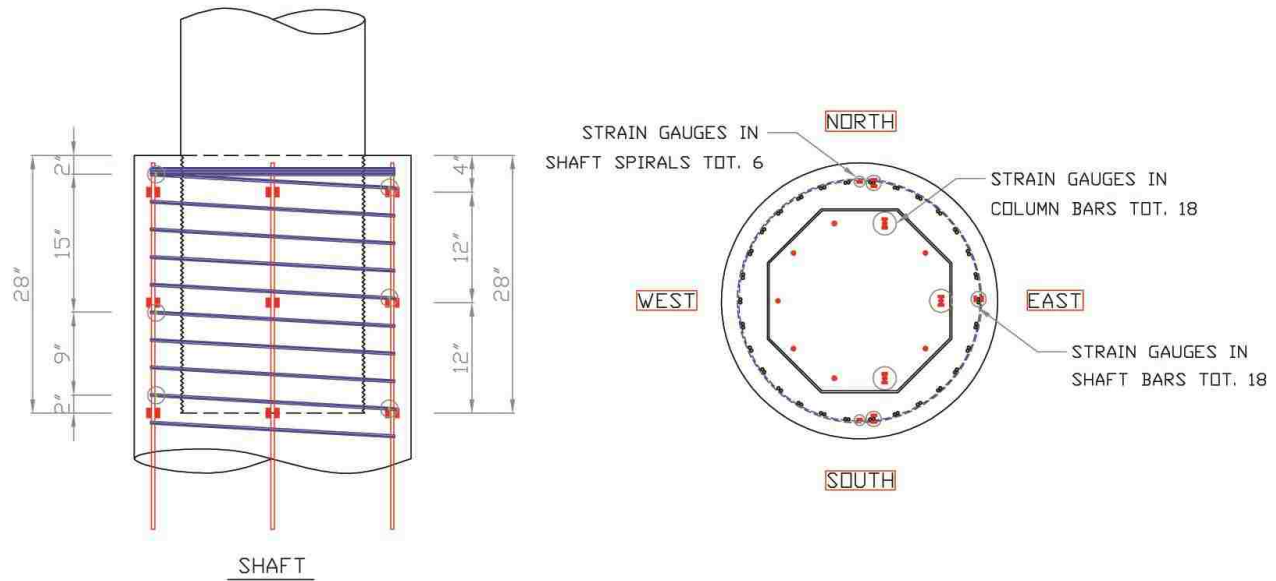 2"
15"
9"
2"
28"
4"
12"
12"
28"
SHAFT
NORTH
STRAIN GAUGES IN
SHAFT SPIRALS TOT. 6
STRAIN GAUGES IN
COLUMN BARS TOT. 18
WEST
EAST
STRAIN GAUGES IN
SHAFT BARS TOT. 18
SOUTH